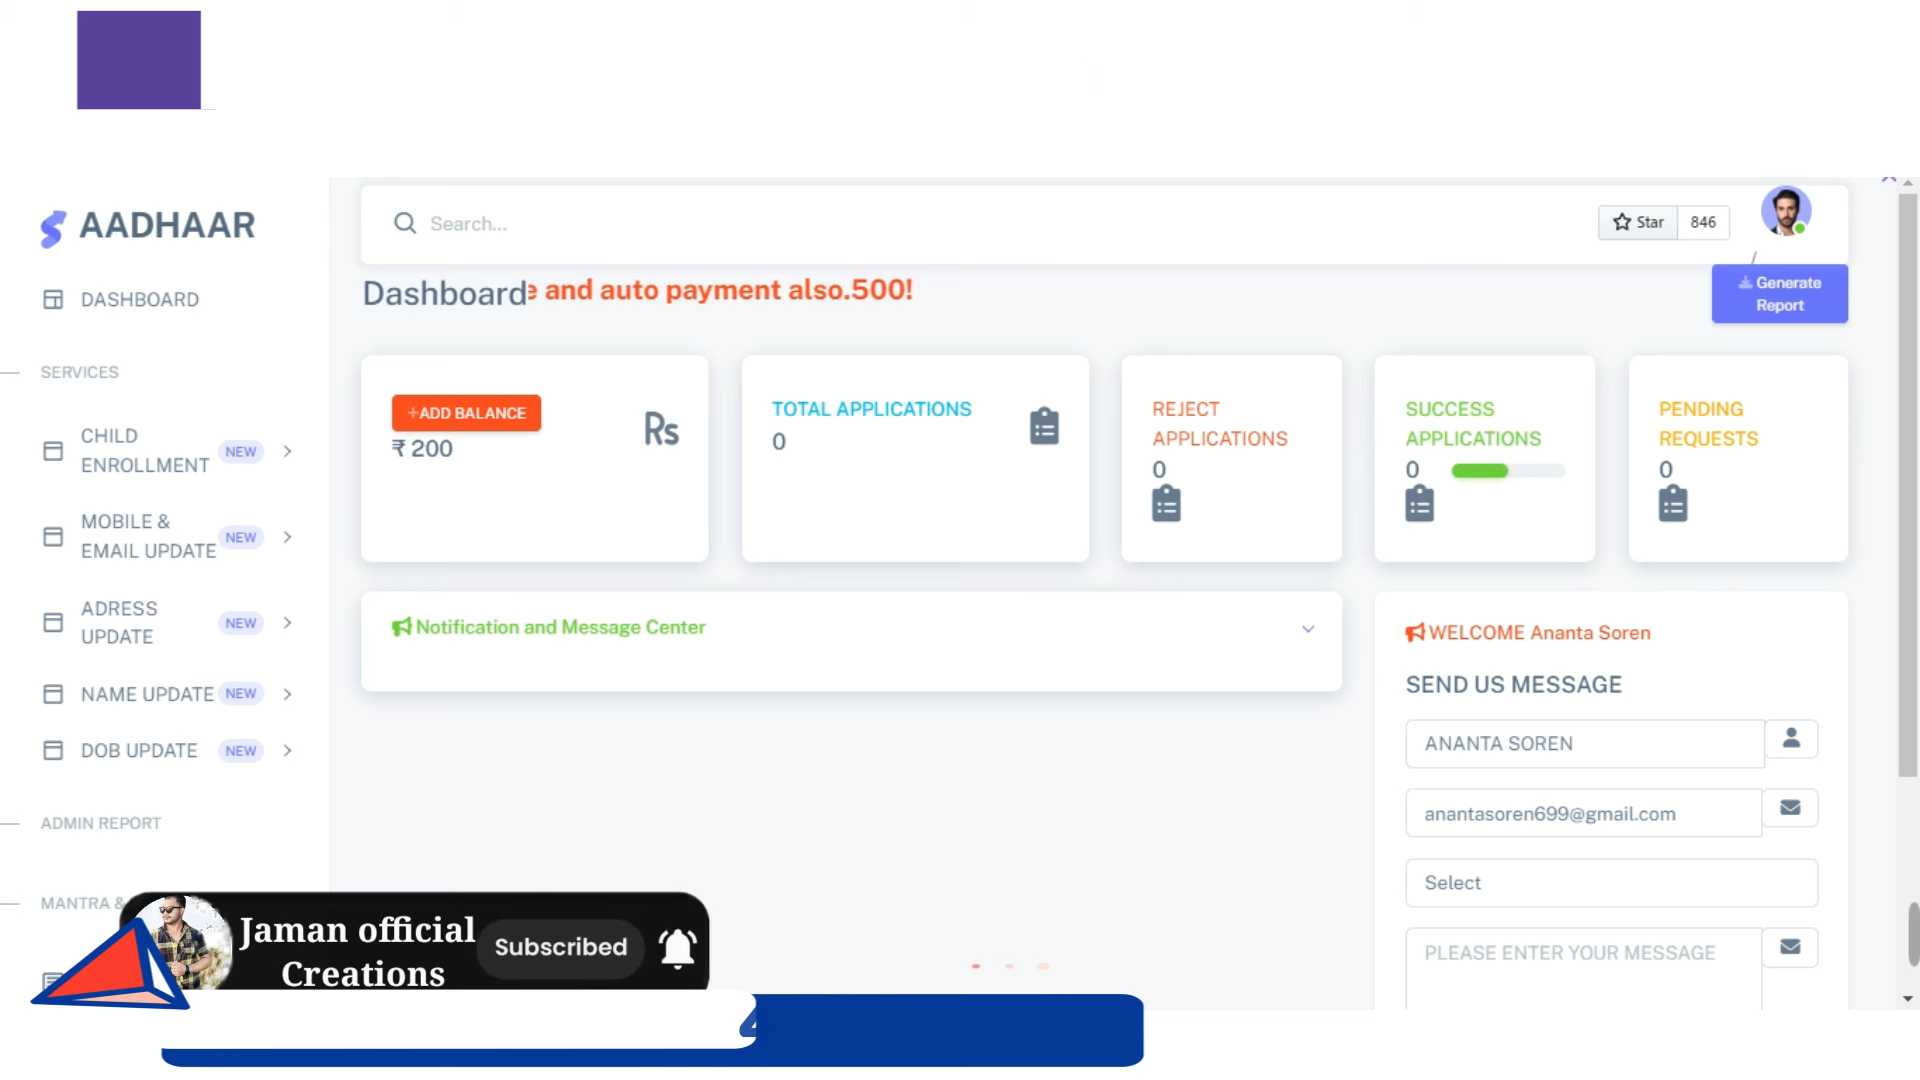 AADHAAR
Search...
Star 846
DASHBOARD
Dashboard
e and auto payment also.500!
Generate
Report
SERVICES
CHILD
ENROLLMENT
NEW
MOBILE &
EMAIL UPDATE
NEW
ADRESS
UPDATE
NEW
NAME UPDATE NEW
DOB UPDATE NEW
ADMIN REPORT
MANTRA &
+ADD BALANCE
₹ 200
Rs
TOTAL APPLICATIONS
0
REJECT
APPLICATIONS
0
SUCCESS
APPLICATIONS
0
PENDING
REQUESTS
0
Notification and Message Center
WELCOME Ananta Soren
SEND US MESSAGE
ANANTA SOREN
anantasoren699@gmail.com
Select
PLEASE ENTER YOUR MESSAGE
Jaman official
Creations
Subscribed